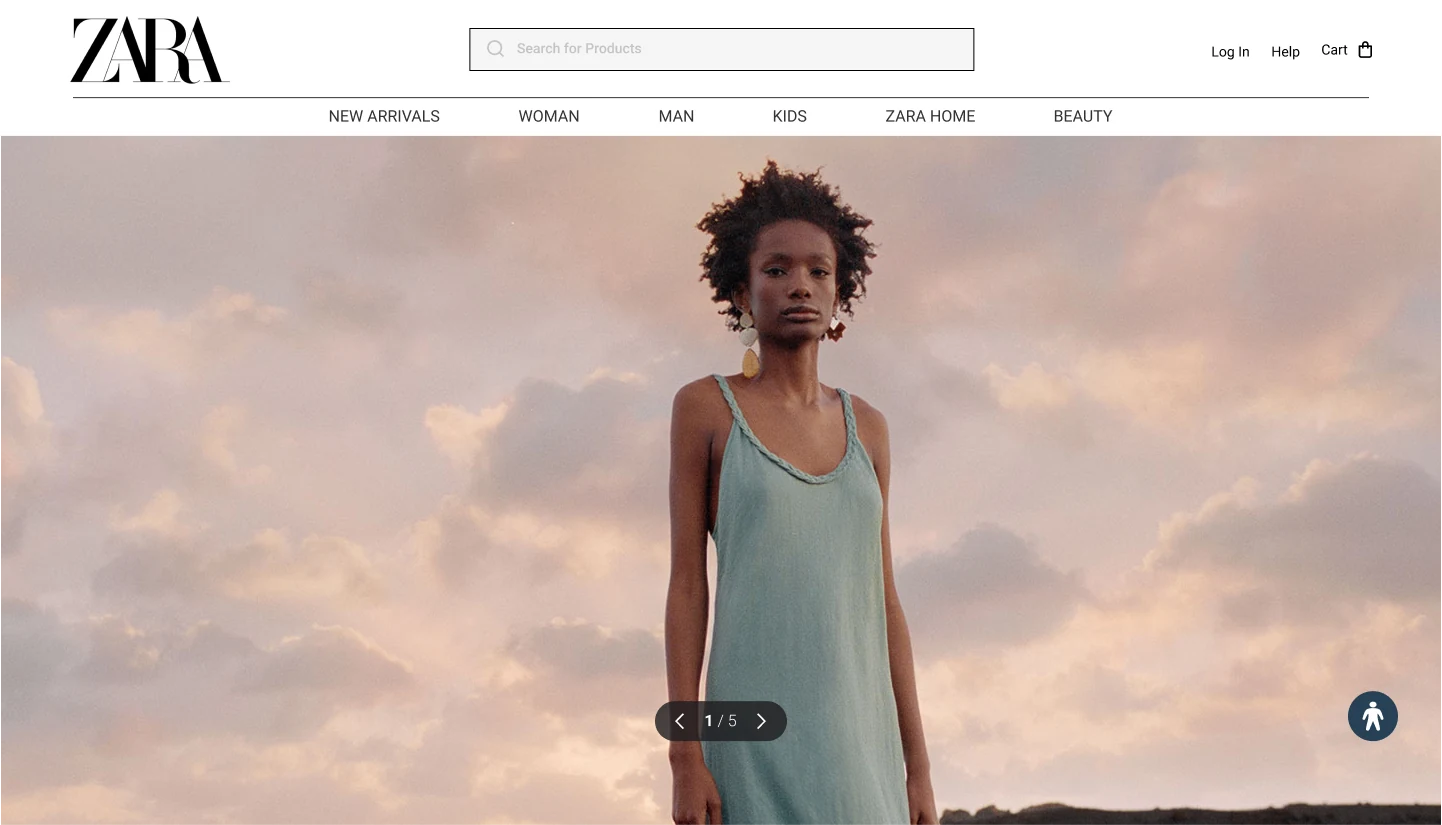 ZARA
Search for Products
Log In
Help
Cart
NEW ARRIVALS
WOMAN
MAN
KIDS
ZARA HOME
BEAUTY
1 / 5